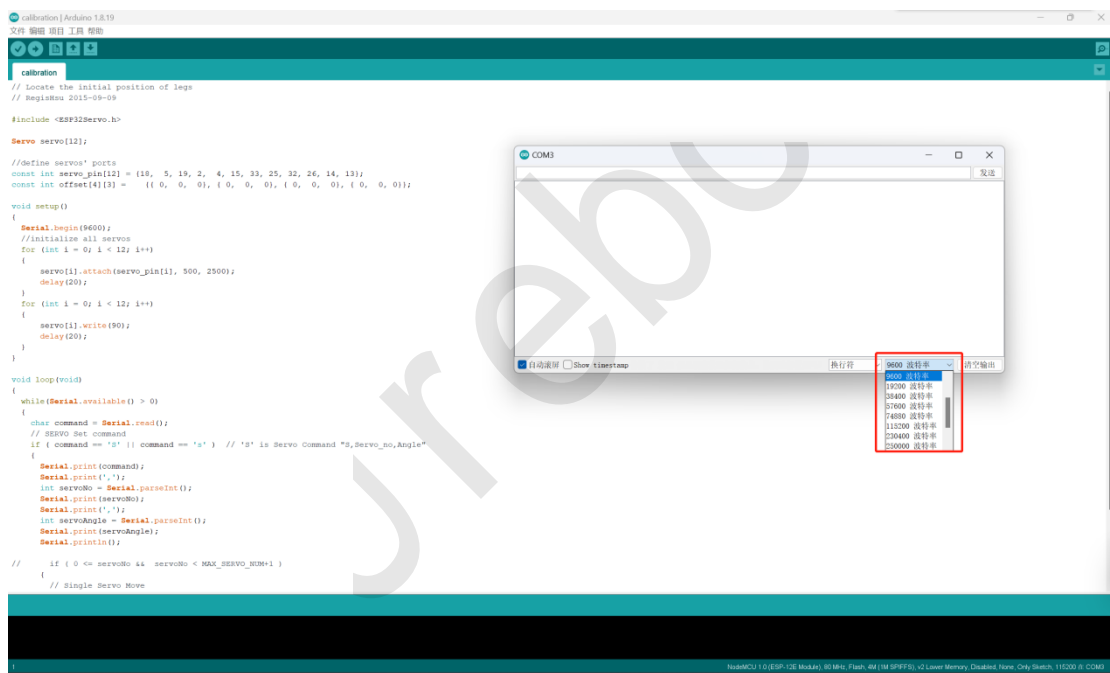 calibration | Arduino 1.8.19
文件 编辑 项目 工具 帮助
calibration
// Locate the initial position of legs
// RegisHsu 2015-09-09
#include <ESP32Servo.h>
Servo servo[12];
//define servos' ports
const int servo_pin[12] = {18, 5, 19, 2, 4, 15, 33, 25, 32, 26, 14, 13};
const int offset[4][3] = {{ 0, 0, 0}, { 0, 0, 0}, { 0, 0, 0}, { 0, 0, 0}};
void setup()
{
Serial.begin(9600);
//initialize all servos
for (int i = 0; i < 12; i++)
{
servo[i].attach(servo_pin[i], 500, 2500);
delay(20);
}
for (int i = 0; i < 12; i++)
{
servo[i].write(90);
delay(20);
}
}
void loop(void)
{
while(Serial.available() > 0)
{
char command = Serial.read();
// SERVO Set command
if ( command == 'S' || command == 's' ) // 'S' is Servo Command "S,Servo_no,Angle"
{
Serial.print(command);
Serial.print(',');
int servoNo = Serial.parseInt();
Serial.print(servoNo);
Serial.print(',');
int servoAngle = Serial.parseInt();
Serial.print(servoAngle);
Serial.println();
// if ( 0 <= servoNo && servoNo < MAX_SERVO_NUM+1 )
{
// Single Servo Move
COM3
发送
自动滚屏 Show timestamp 换行符 9600 波特率 清空输出
9600 波特率
19200 波特率
38400 波特率
57600 波特率
74880 波特率
115200 波特率
230400 波特率
250000 波特率
urebo
1
NodeMCU 1.0 (ESP-12E Module), 80 MHz, Flash, 4M (1M SPIFFS), v2 Lower Memory, Disabled, None, Only Sketch, 115200 在 COM3